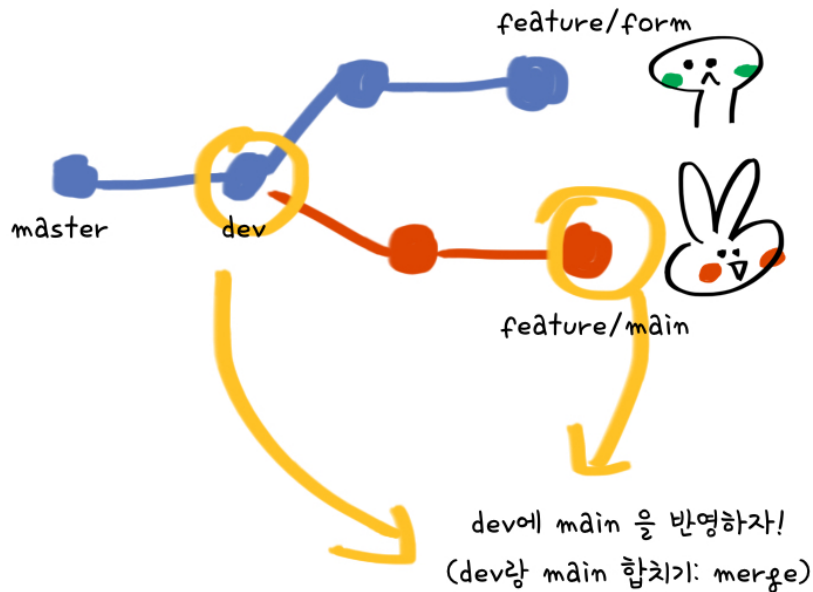 feature/form
master
dev
feature/main
dev에 main 을 반영하자!
(dev랑 main 합치기: merge)